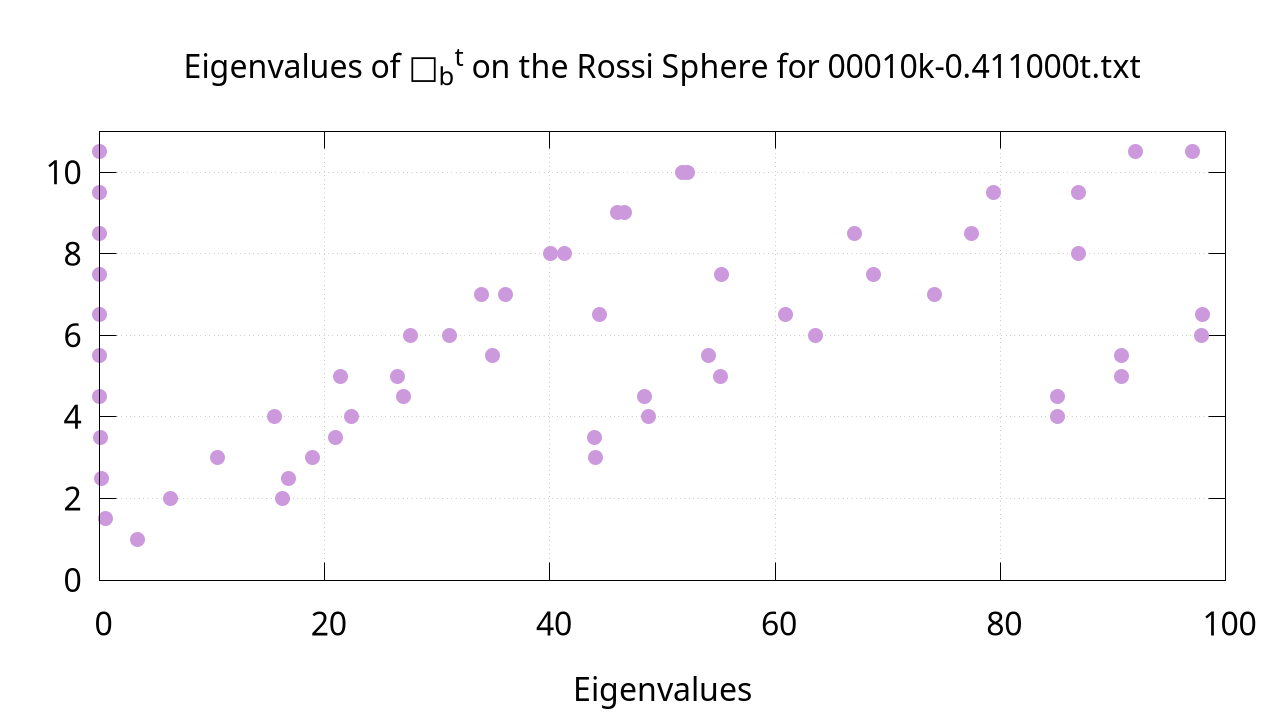 Eigenvalues of □bᵗ on the Rossi Sphere for 00010k-0.411000t.txt
10
8
6
4
2
0
0 20 40 60 80 100
Eigenvalues